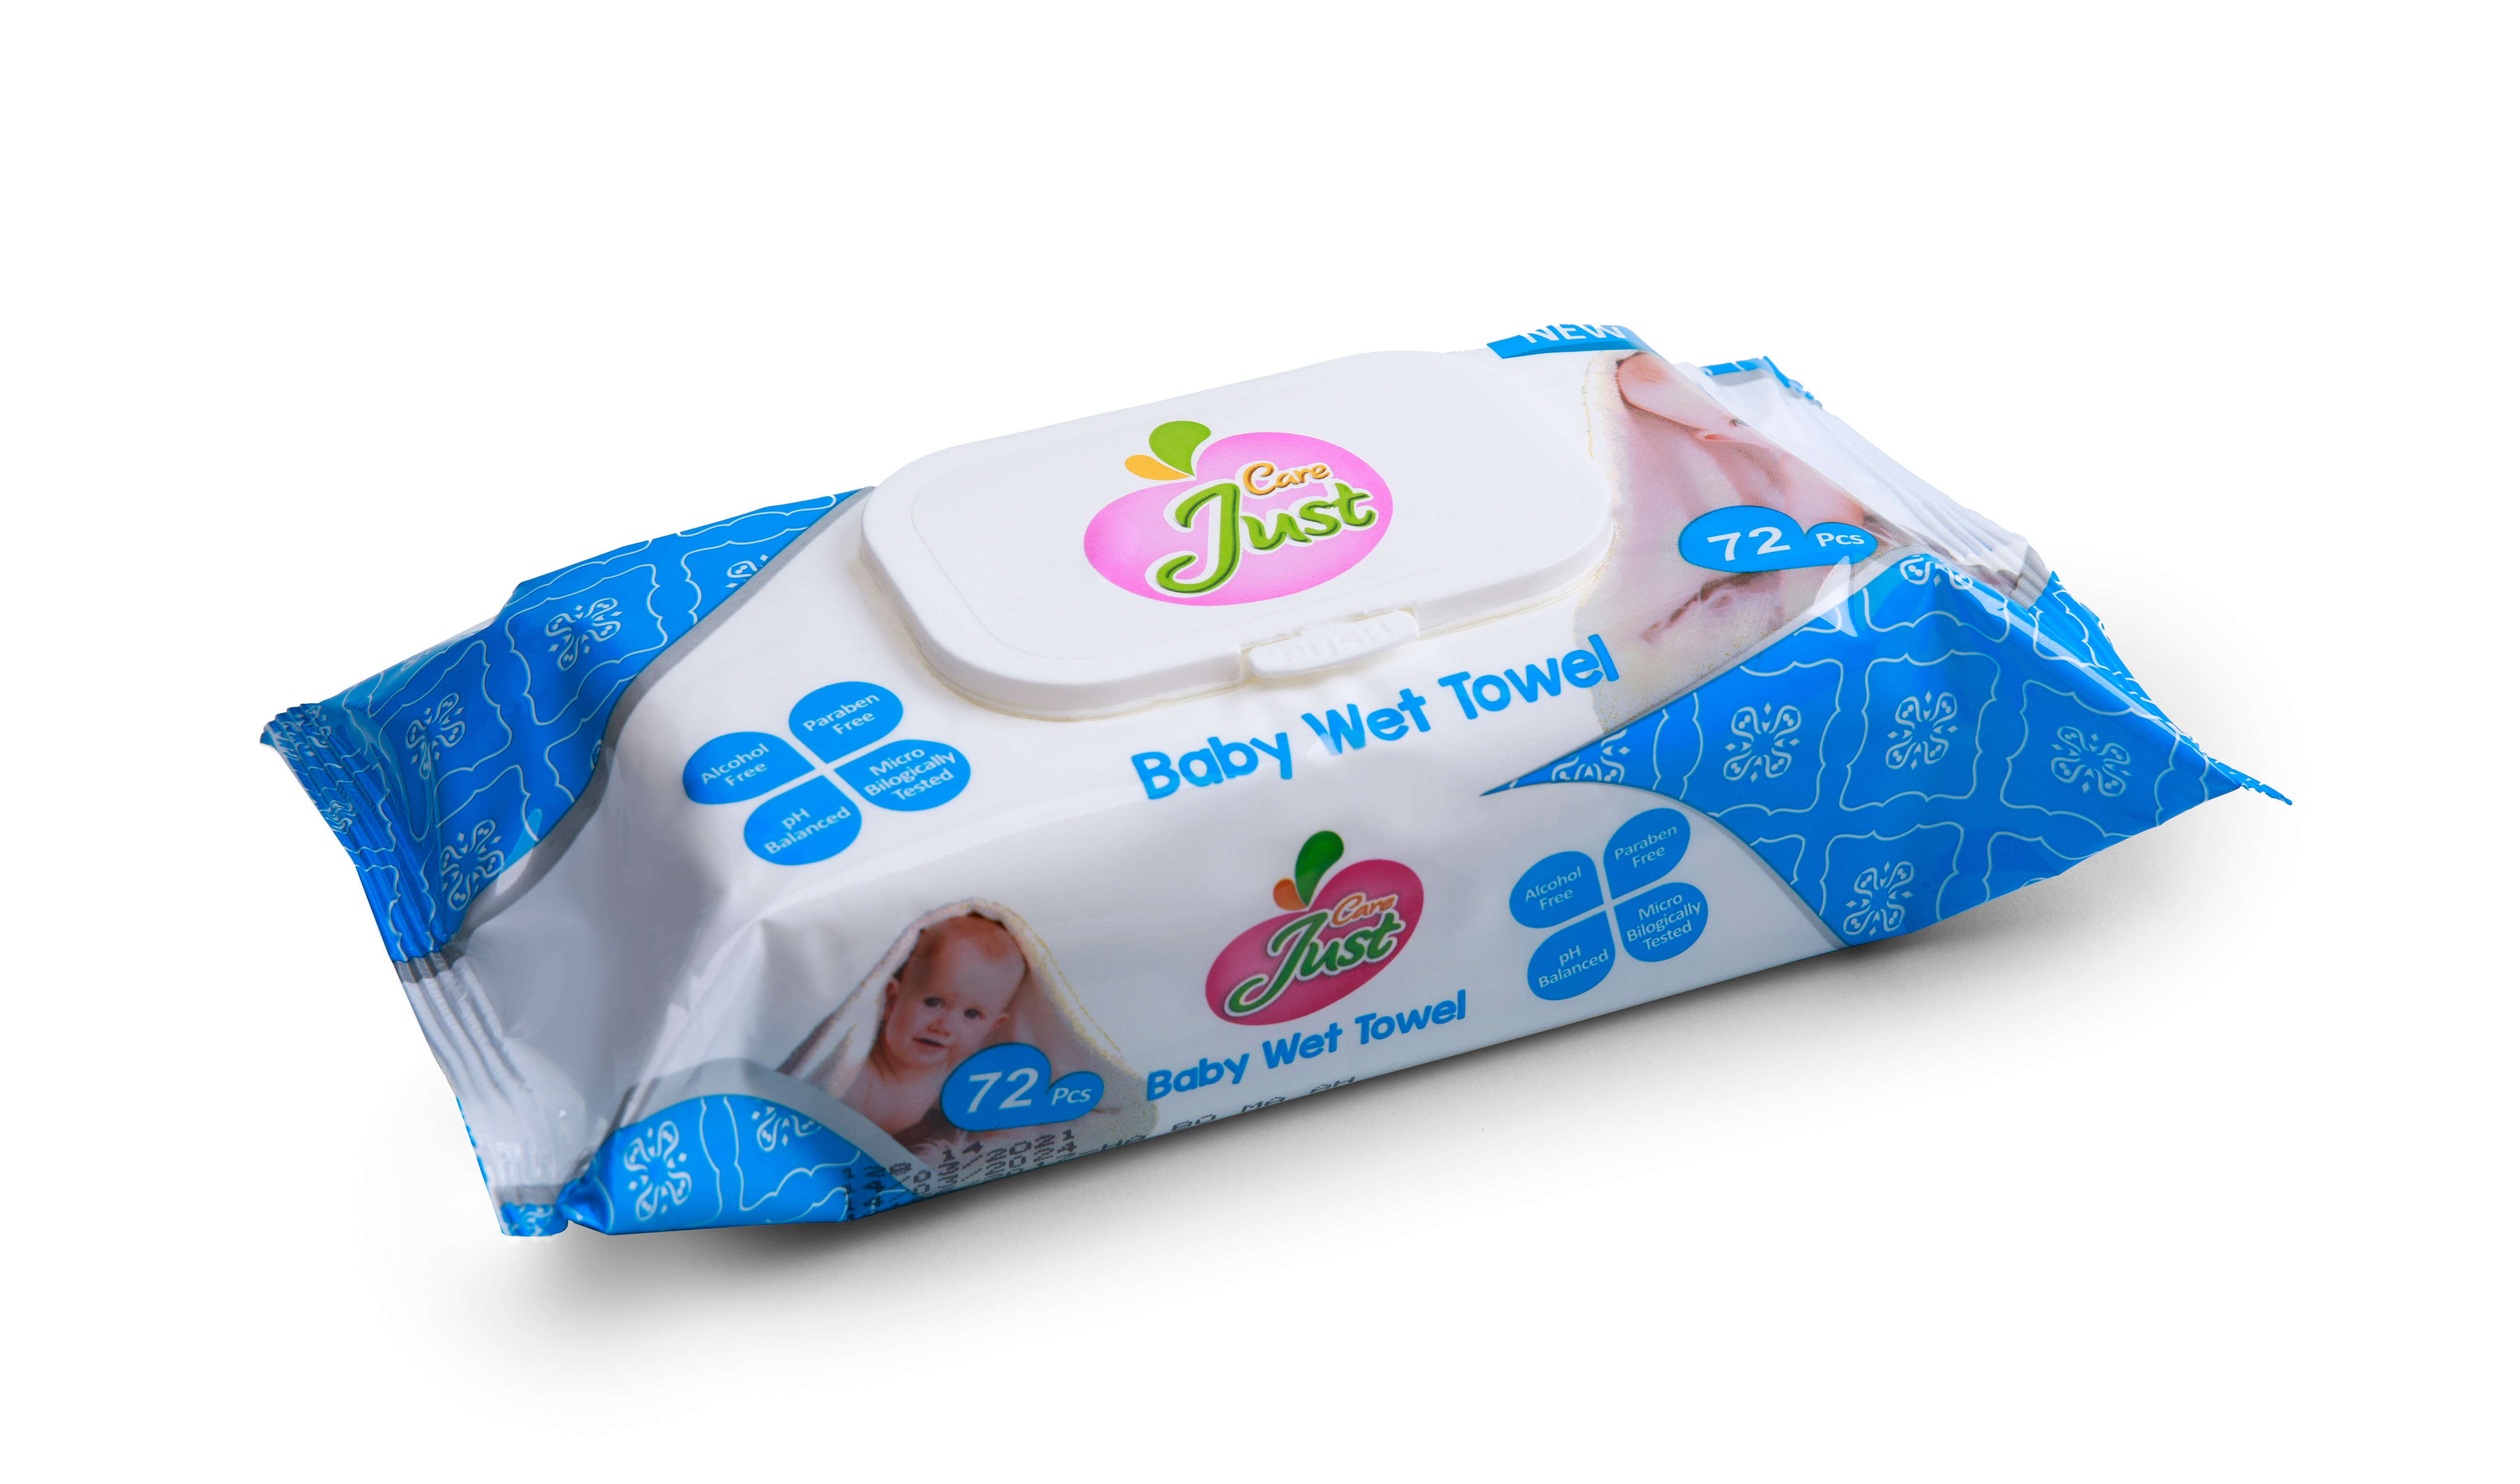 NEW
Care
Just
PUSH
72 Pcs
Baby Wet Towel
Paraben
Free
Alcohol
Free
Micro
Bilogically
Tested
pH
Balanced
Care
Just
Baby Wet Towel
72 Pcs
Paraben
Free
Alcohol
Free
Micro
Bilogically
Tested
pH
Balanced